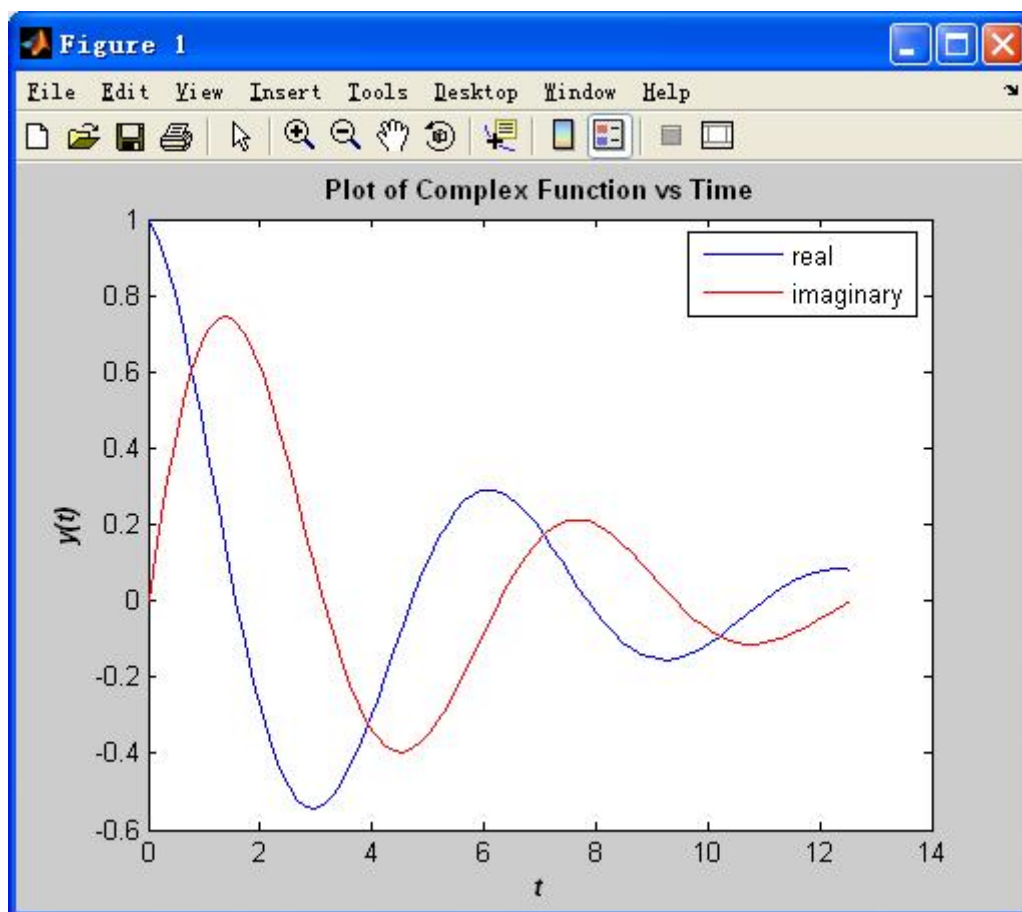 Figure 1
File Edit View Insert Tools Desktop Window Help
Plot of Complex Function vs Time
real
imaginary
1
0.8
0.6
0.4
0.2
0
-0.2
-0.4
-0.6
y(t)
0 2 4 6 8 10 12 14
t